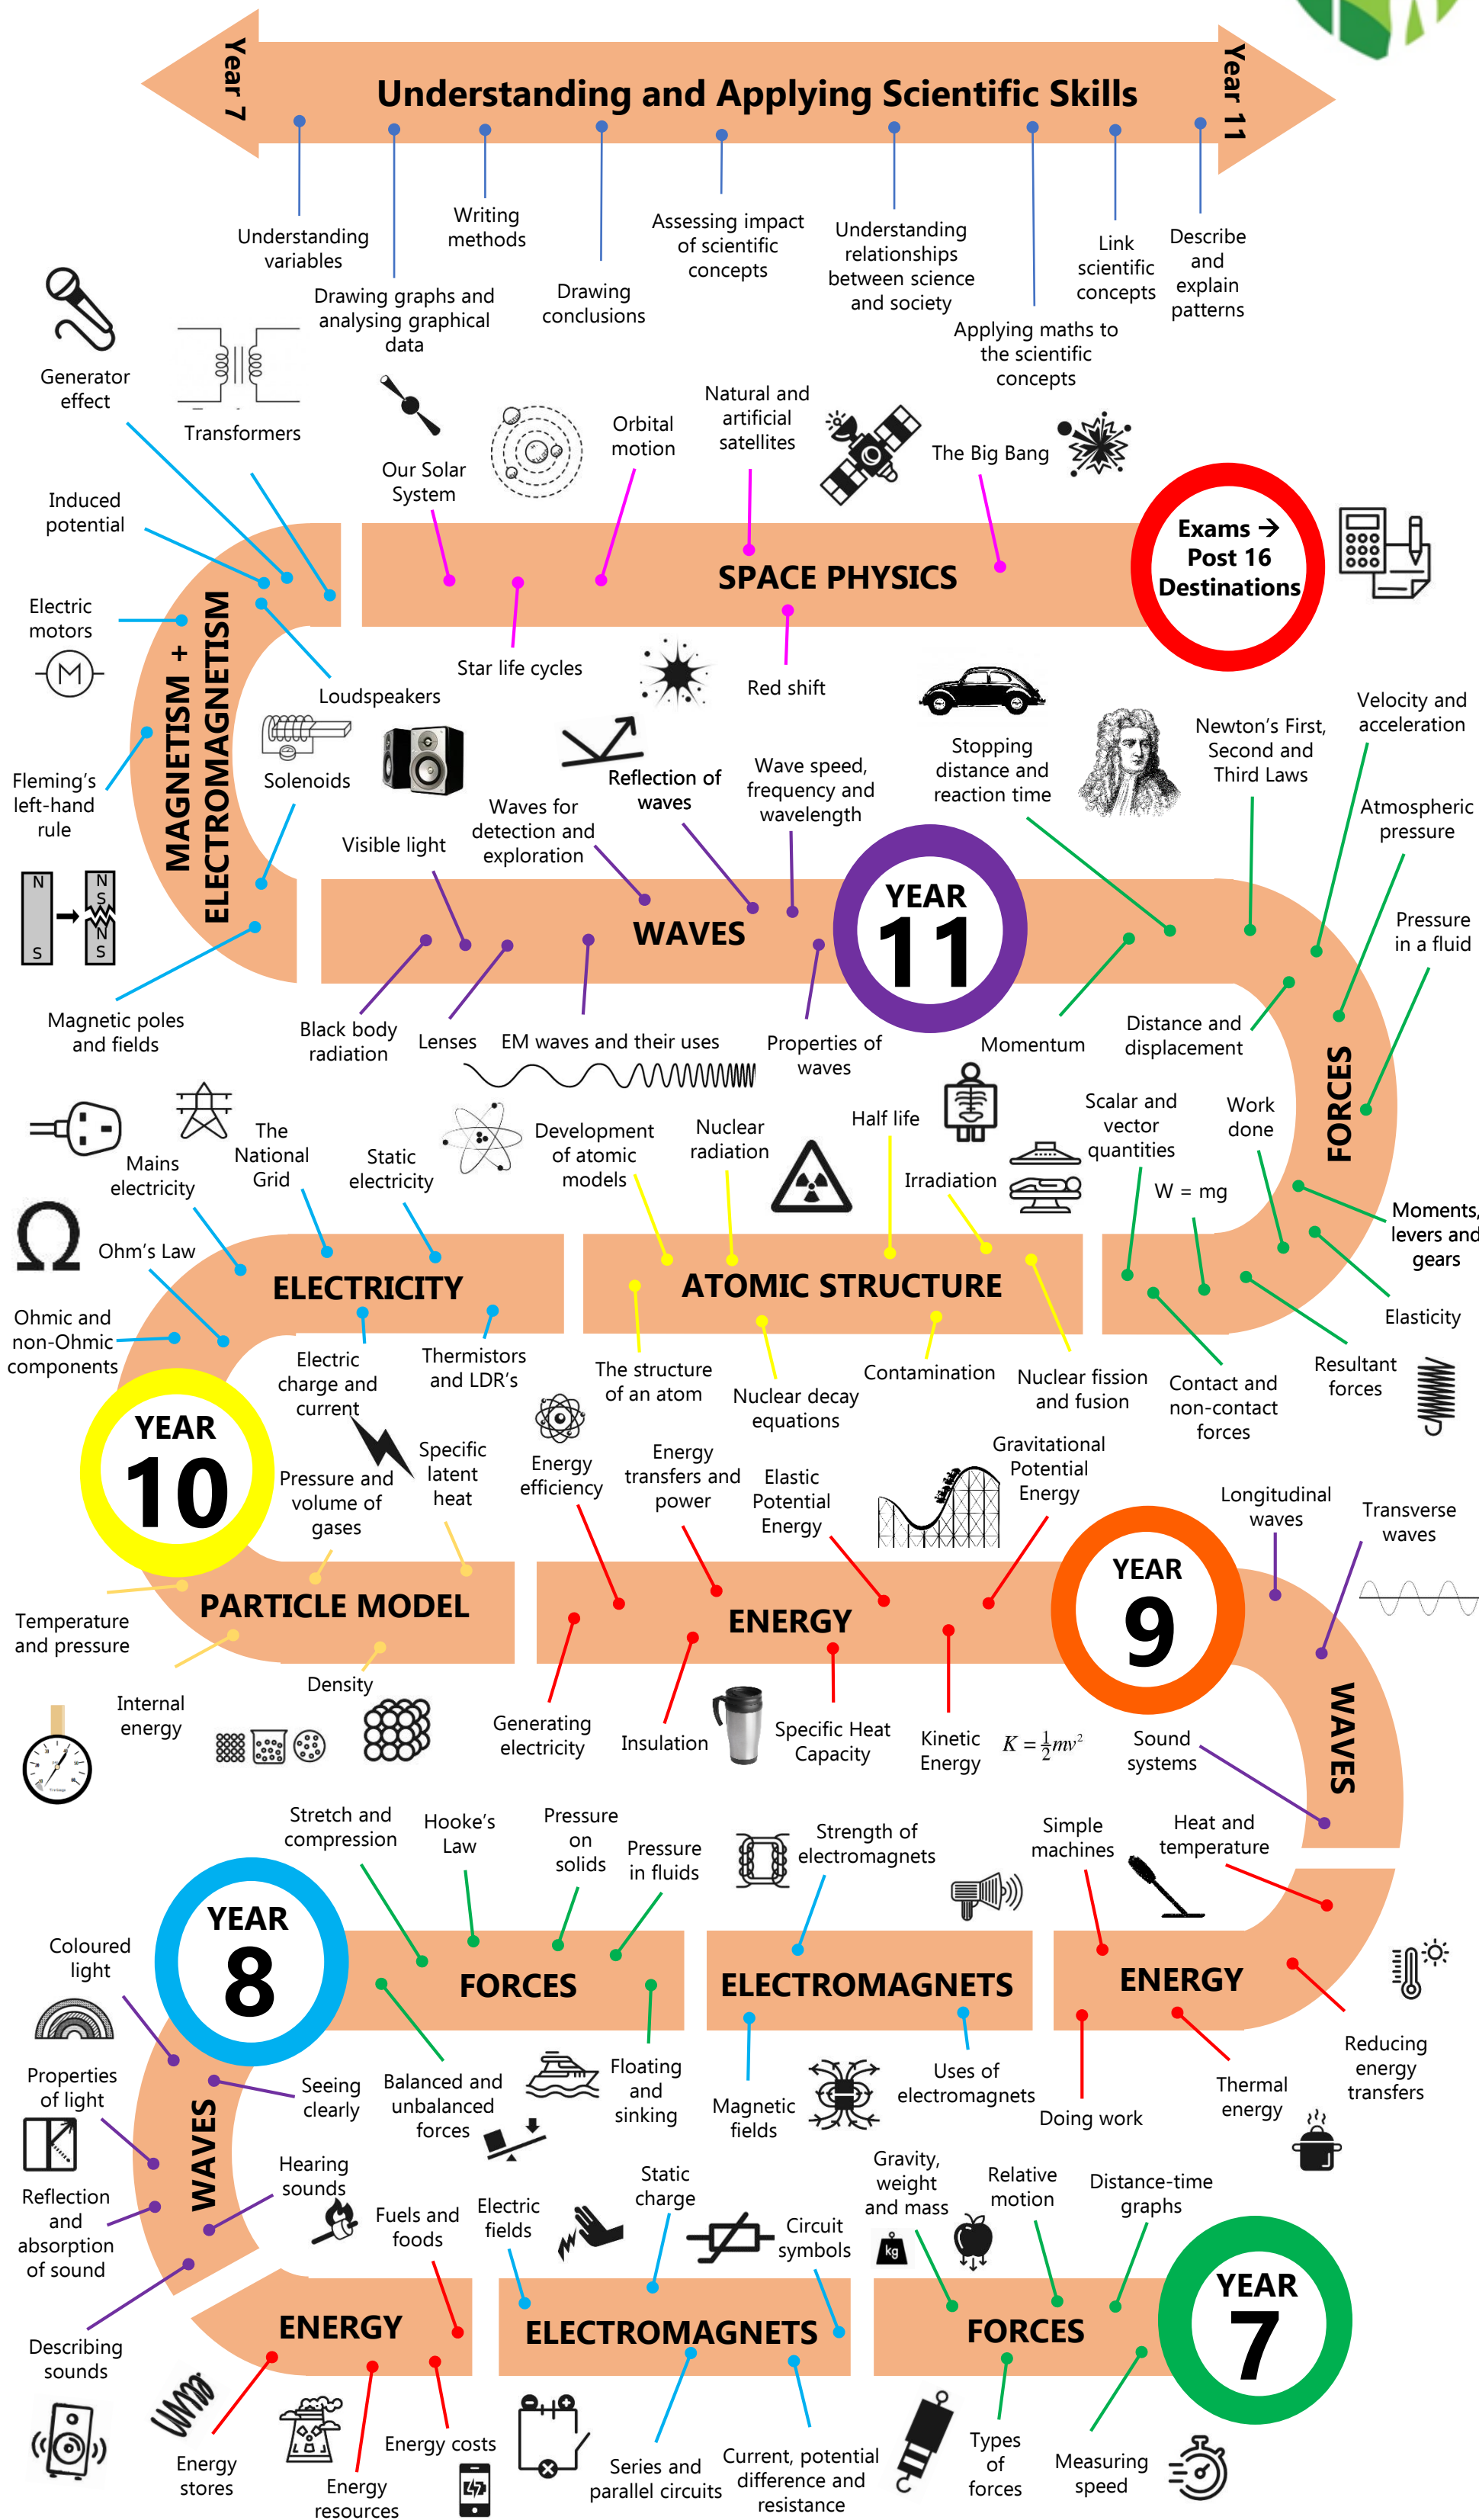 Year 7
Understanding and Applying Scientific Skills
Year 11
Understanding
variables
Drawing graphs and
analysing graphical
data
Writing
methods
Drawing
conclusions
Assessing impact
of scientific
concepts
Understanding
relationships
between science
and society
Applying maths to
the scientific
concepts
Link
scientific
concepts
Describe
and
explain
patterns
Generator
effect
Transformers
Induced
potential
Electric
motors
M
Fleming's
left-hand
rule
MAGNETISM +
ELECTROMAGNETISM
Loudspeakers
Solenoids
N
S
N
S
N
S
Magnetic poles
and fields
Our Solar
System
Orbital
motion
Natural and
artificial
satellites
The Big Bang
SPACE PHYSICS
Exams →
Post 16
Destinations
Star life cycles
Red shift
Visible light
Waves for
detection and
exploration
Reflection of
waves
Wave speed,
frequency and
wavelength
WAVES
YEAR
11
Black body
radiation
Lenses
EM waves and their uses
Properties of
waves
Stopping
distance and
reaction time
Newton's First,
Second and
Third Laws
Velocity and
acceleration
Atmospheric
pressure
Pressure
in a fluid
Momentum
Distance and
displacement
FORCES
Scalar and
vector
quantities
Work
done
W = mg
Moments,
levers and
gears
Elasticity
Resultant
forces
Contact and
non-contact
forces
Mains
electricity
The
National
Grid
Static
electricity
Ω
Ohm's Law
Ohmic and
non-Ohmic
components
ELECTRICITY
Electric
charge and
current
Thermistors
and LDR's
Development
of atomic
models
Nuclear
radiation
Half life
Irradiation
ATOMIC STRUCTURE
The structure
of an atom
Nuclear decay
equations
Contamination
Nuclear fission
and fusion
YEAR
10
Pressure and
volume of
gases
Specific
latent
heat
PARTICLE MODEL
Temperature
and pressure
Internal
energy
Density
Energy
efficiency
Energy
transfers and
power
Elastic
Potential
Energy
Gravitational
Potential
Energy
ENERGY
Generating
electricity
Insulation
Specific Heat
Capacity
Kinetic
Energy
K = ½mv²
YEAR
9
Longitudinal
waves
Transverse
waves
WAVES
Sound
systems
Stretch and
compression
Hooke's
Law
Pressure
on
solids
Pressure
in fluids
Strength of
electromagnets
Simple
machines
Heat and
temperature
YEAR
8
FORCES
ELECTROMAGNETS
ENERGY
Balanced and
unbalanced
forces
Floating
and
sinking
Magnetic
fields
Uses of
electromagnets
Doing work
Thermal
energy
Reducing
energy
transfers
Coloured
light
Properties
of light
Seeing
clearly
WAVES
Reflection
and
absorption
of sound
Hearing
sounds
Describing
sounds
Fuels and
foods
Electric
fields
Static
charge
Circuit
symbols
Gravity,
weight
and mass
kg
Relative
motion
Distance-time
graphs
ENERGY
ELECTROMAGNETS
FORCES
YEAR
7
Energy
stores
Energy
resources
Energy costs
Series and
parallel circuits
Current, potential
difference and
resistance
Types
of
forces
Measuring
speed